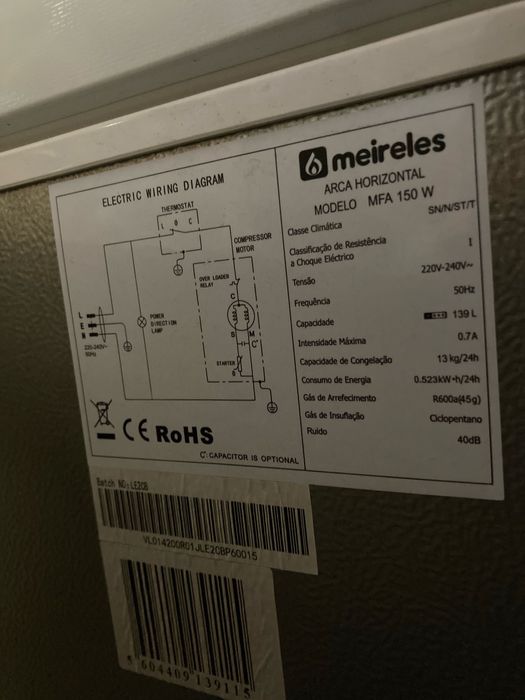 ELECTRIC WIRING DIAGRAM
THERMOSTAT
L 0 C
COMPRESSOR
MOTOR
OVER LOADER
RELAY
C
L
E
N
220-240V~
50Hz
POWER
DIRECTION
LAMP
S M
C'
STARTER
CE RoHS
C': CAPACITOR IS OPTIONAL
meireles
ARCA HORIZONTAL
MODELO MFA 150 W
Classe Climática SN/N/ST/T
Classificação de Resistência
a Choque Eléctrico I
Tensão 220V-240V~
Frequência 50Hz
Capacidade 139 L
Intensidade Máxima 0.7A
Capacidade de Congelação 13 kg/24h
Consumo de Energia 0.523kW·h/24h
Gás de Arrefecimento R600a(45g)
Gás de Insuflação Ciclopentano
Ruído 40dB
Batch NO:LE2CB
VL014200R01JLE2CBP60015
5 604409 139115